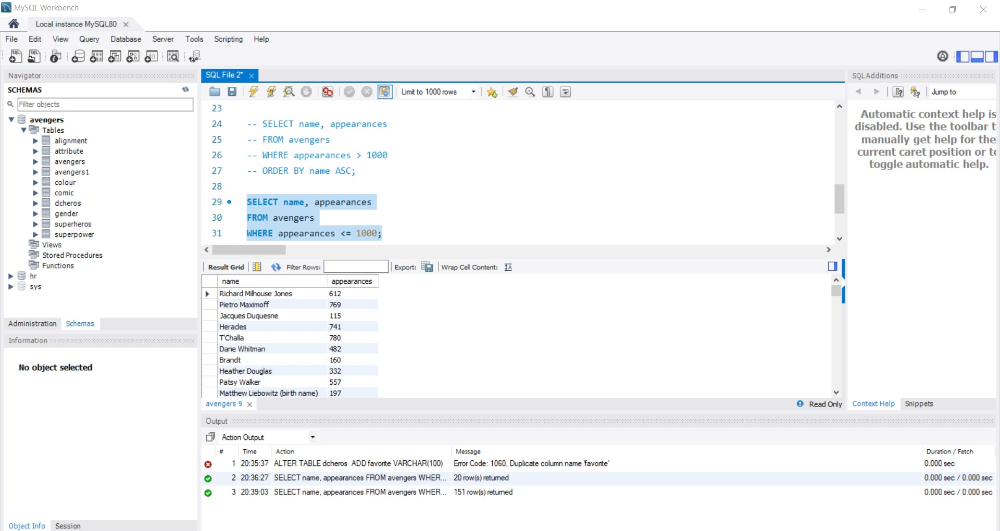 MySQL Workbench
Local instance MySQL80
File Edit View Query Database Server Tools Scripting Help
Navigator
SCHEMAS
Filter objects
avengers
Tables
alignment
attribute
avengers
avengers1
colour
comic
dcheros
gender
superheros
superpower
Views
Stored Procedures
Functions
hr
sys
Administration Schemas
Information
No object selected
Object Info Session
SQL File 2*
Limit to 1000 rows
23
24 -- SELECT name, appearances
25 -- FROM avengers
26 -- WHERE appearances > 1000
27 -- ORDER BY name ASC;
28
29 SELECT name, appearances
30 FROM avengers
31 WHERE appearances <= 1000;
Result Grid Filter Rows: Export: Wrap Cell Content:
name appearances
Richard Milhouse Jones 612
Pietro Maximoff 769
Jacques Duquesne 115
Heracles 741
T'Challa 780
Dane Whitman 482
Brandt 160
Heather Douglas 332
Patsy Walker 557
Matthew Liebowitz (birth name) 197
avengers 9 Read Only
SQLAdditions
Jump to
Automatic context help is
disabled. Use the toolbar t
manually get help for the
current caret position or to
toggle automatic help.
Context Help Snippets
Output
Action Output
# Time Action Message Duration / Fetch
1 20:35:37 ALTER TABLE dcheros ADD favorite VARCHAR(100) Error Code: 1060. Duplicate column name 'favorite' 0.000 sec
2 20:36:27 SELECT name, appearances FROM avengers WHER... 20 row(s) returned 0.000 sec / 0.000 sec
3 20:39:03 SELECT name, appearances FROM avengers WHER... 151 row(s) returned 0.000 sec / 0.000 sec